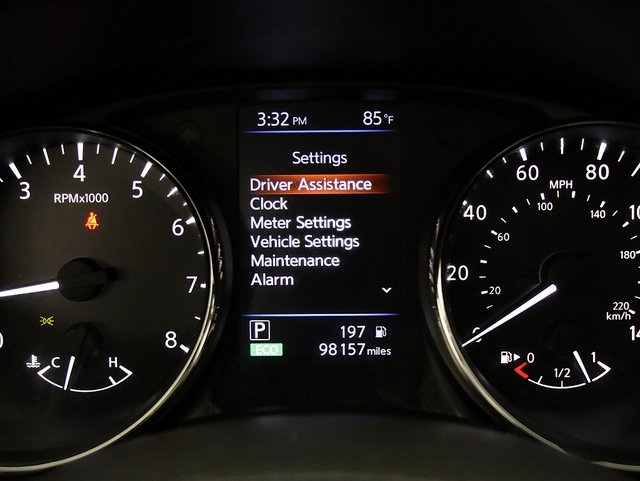 3:32 PM 85°F
Settings
Driver Assistance
Clock
Meter Settings
Vehicle Settings
Maintenance
Alarm
P 197
ECO 98157 miles
3 4 5 6 7 8
RPMx1000
C H
0 20 40 60 80
MPH
20 60 100 140 180 220
km/h
0 1/2 1